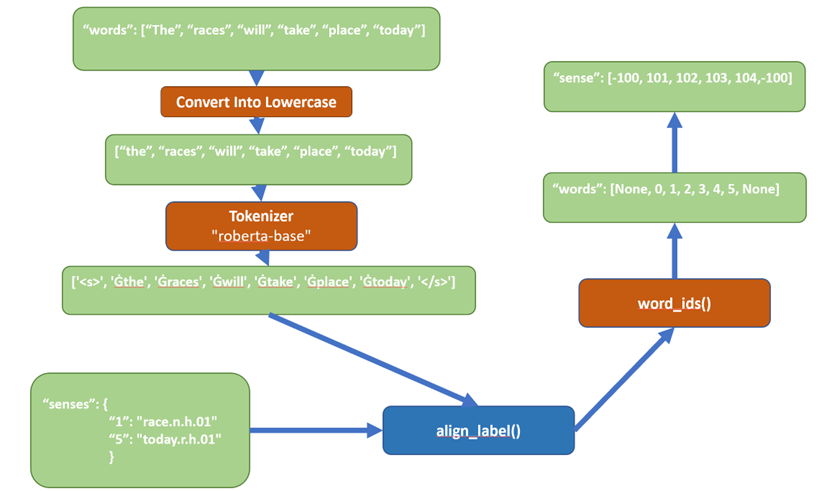 “words”: [“The”, “races”, “will”, “take”, “place”, “today”]
Convert Into Lowercase
[“the”, “races”, “will”, “take”, “place”, “today”]
Tokenizer
"roberta-base"
['<s>', 'Ġthe', 'Ġraces', 'Ġwill', 'Ġtake', 'Ġplace', 'Ġtoday', '</s>']
“senses”: {
“1”: "race.n.h.01"
“5”: "today.r.h.01"
}
align_label()
word_ids()
“words”: [None, 0, 1, 2, 3, 4, 5, None]
“sense”: [-100, 101, 102, 103, 104,-100]